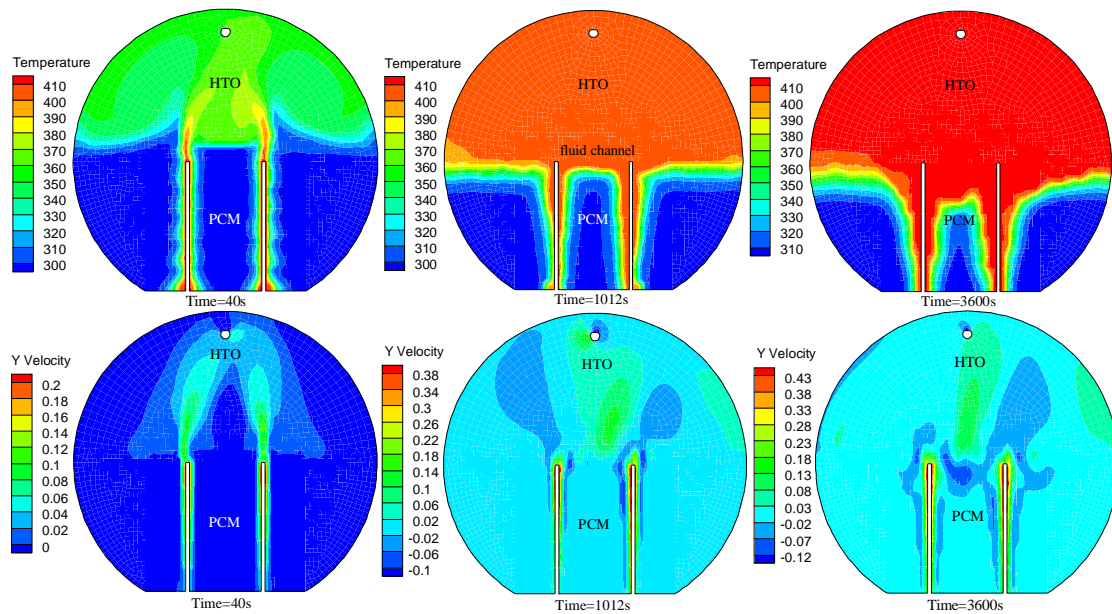 Temperature
410
400
390
380
370
360
350
340
330
320
310
300
HTO
PCM
Time=40s
Temperature
410
400
390
380
370
360
350
340
330
320
310
300
HTO
fluid channel
PCM
Time=1012s
Temperature
410
400
390
380
370
360
350
340
330
320
310
HTO
PCM
Time=3600s
Y Velocity
0.2
0.18
0.16
0.14
0.12
0.1
0.08
0.06
0.04
0.02
0
HTO
PCM
Time=40s
Y Velocity
0.38
0.34
0.3
0.26
0.22
0.18
0.14
0.1
0.06
0.02
-0.02
-0.06
-0.1
HTO
PCM
Time=1012s
Y Velocity
0.43
0.38
0.33
0.28
0.23
0.18
0.13
0.08
0.03
-0.02
-0.07
-0.12
HTO
PCM
Time=3600s